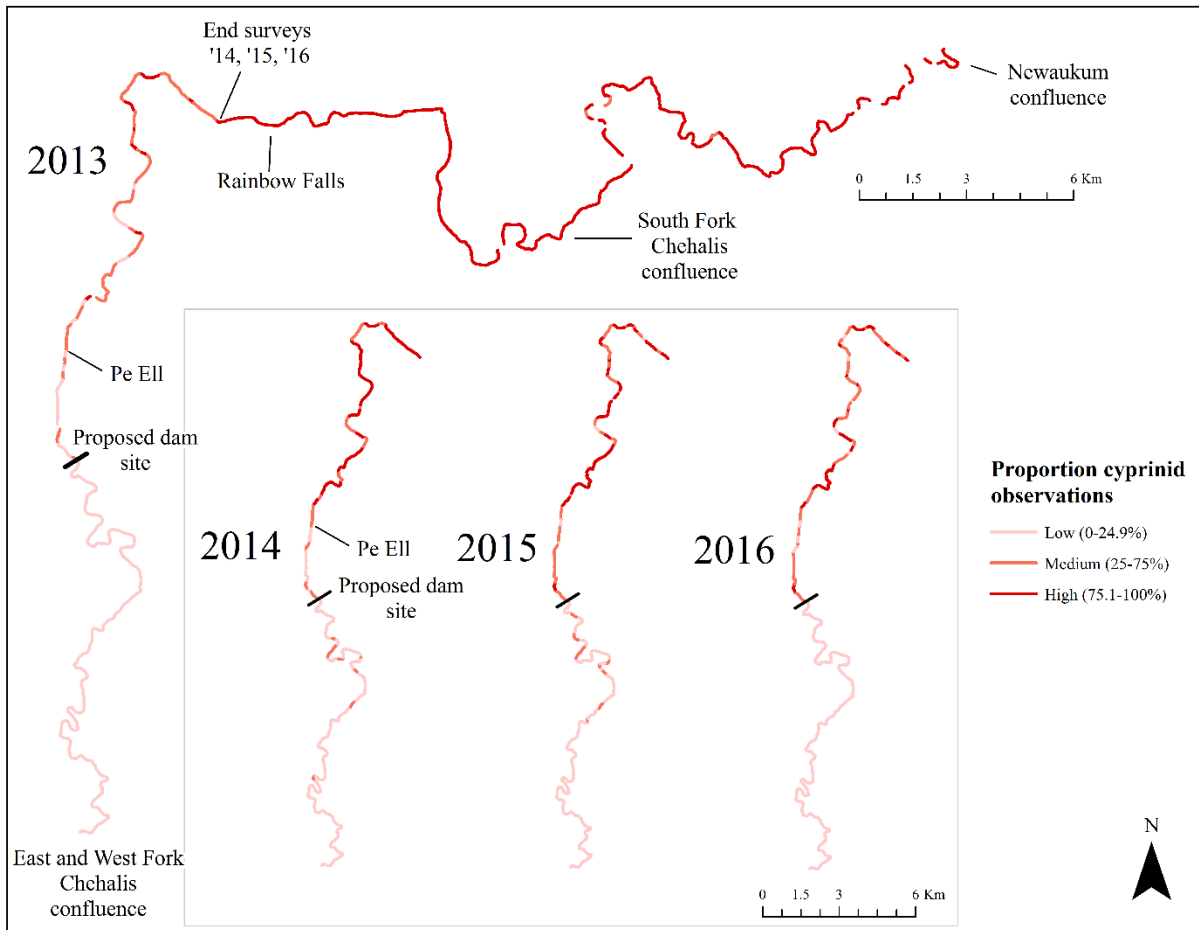 End surveys
'14, '15, '16
Newaukum
confluence
2013
Rainbow Falls
0 1.5 3 6 Km
South Fork
Chehalis
confluence
Pe Ell
Proposed dam
site
2014
Pe Ell
Proposed dam
site
2015
2016
Proportion cyprinid
observations
Low (0-24.9%)
Medium (25-75%)
High (75.1-100%)
East and West Fork
Chehalis
confluence
0 1.5 3 6 Km
N